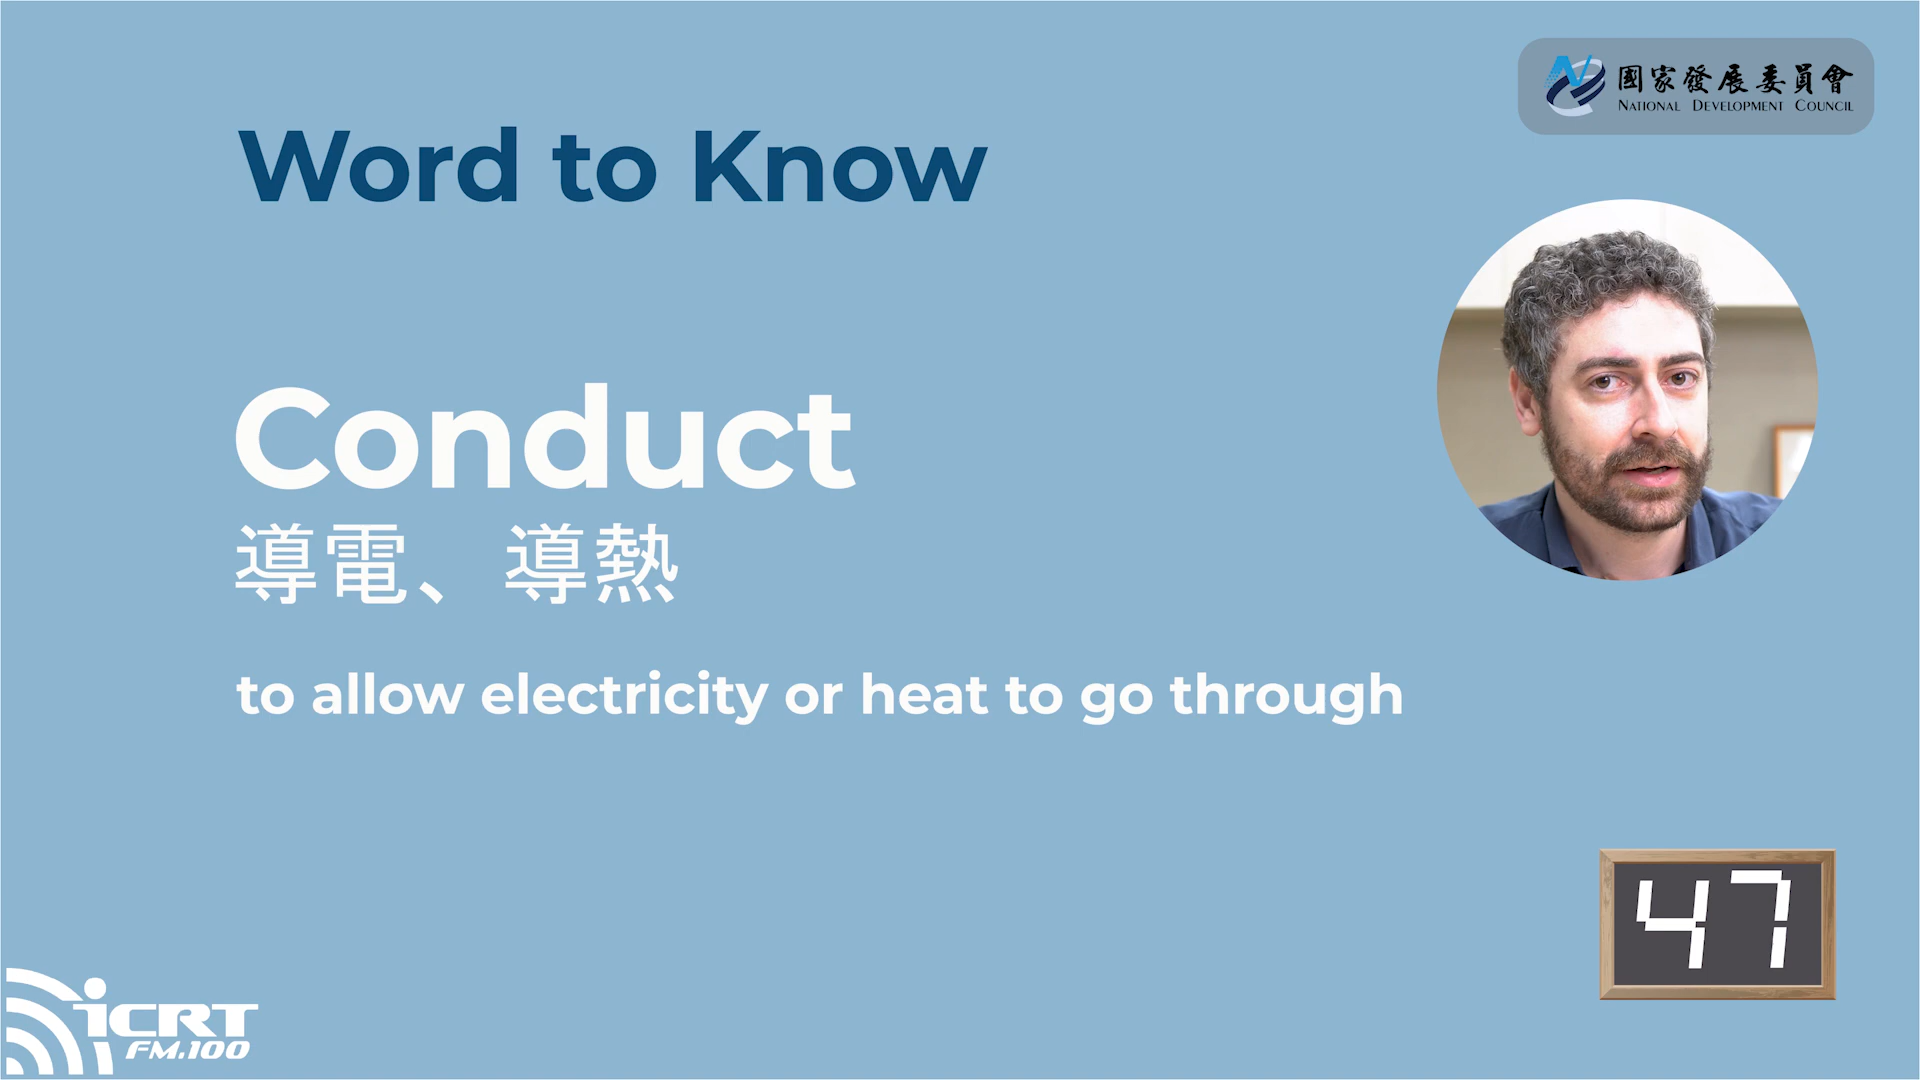 國家發展委員會
NATIONAL DEVELOPMENT COUNCIL
Word to Know
Conduct
導電、導熱
to allow electricity or heat to go through
47
iCRT
FM.100